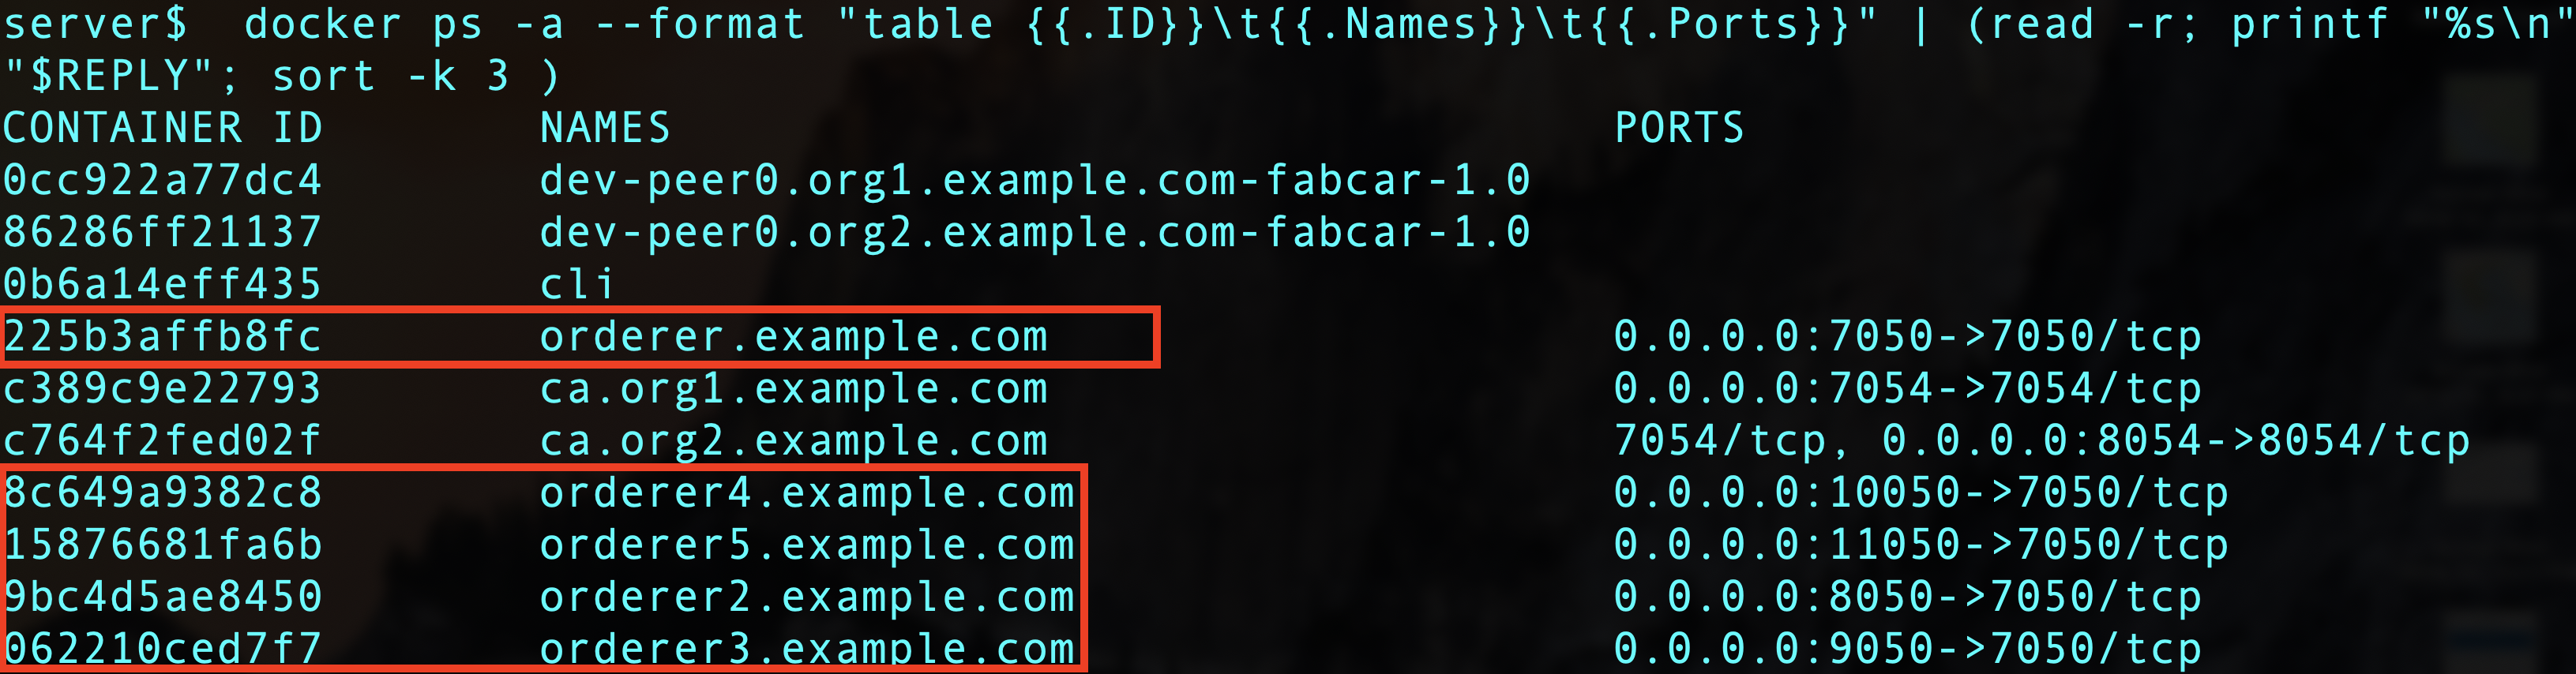 server$  docker ps -a --format "table {{.ID}}\t{{.Names}}\t{{.Ports}}" | (read -r; printf "%s\n"
"$REPLY"; sort -k 3 )
CONTAINER ID        NAMES                                   PORTS
0cc922a77dc4        dev-peer0.org1.example.com-fabcar-1.0
86286ff21137        dev-peer0.org2.example.com-fabcar-1.0
0b6a14eff435        cli
225b3affb8fc        orderer.example.com                     0.0.0.0:7050->7050/tcp
c389c9e22793        ca.org1.example.com                     0.0.0.0:7054->7054/tcp
c764f2fed02f        ca.org2.example.com                     7054/tcp, 0.0.0.0:8054->8054/tcp
8c649a9382c8        orderer4.example.com                    0.0.0.0:10050->7050/tcp
15876681fa6b        orderer5.example.com                    0.0.0.0:11050->7050/tcp
9bc4d5ae8450        orderer2.example.com                    0.0.0.0:8050->7050/tcp
062210ced7f7        orderer3.example.com                    0.0.0.0:9050->7050/tcp